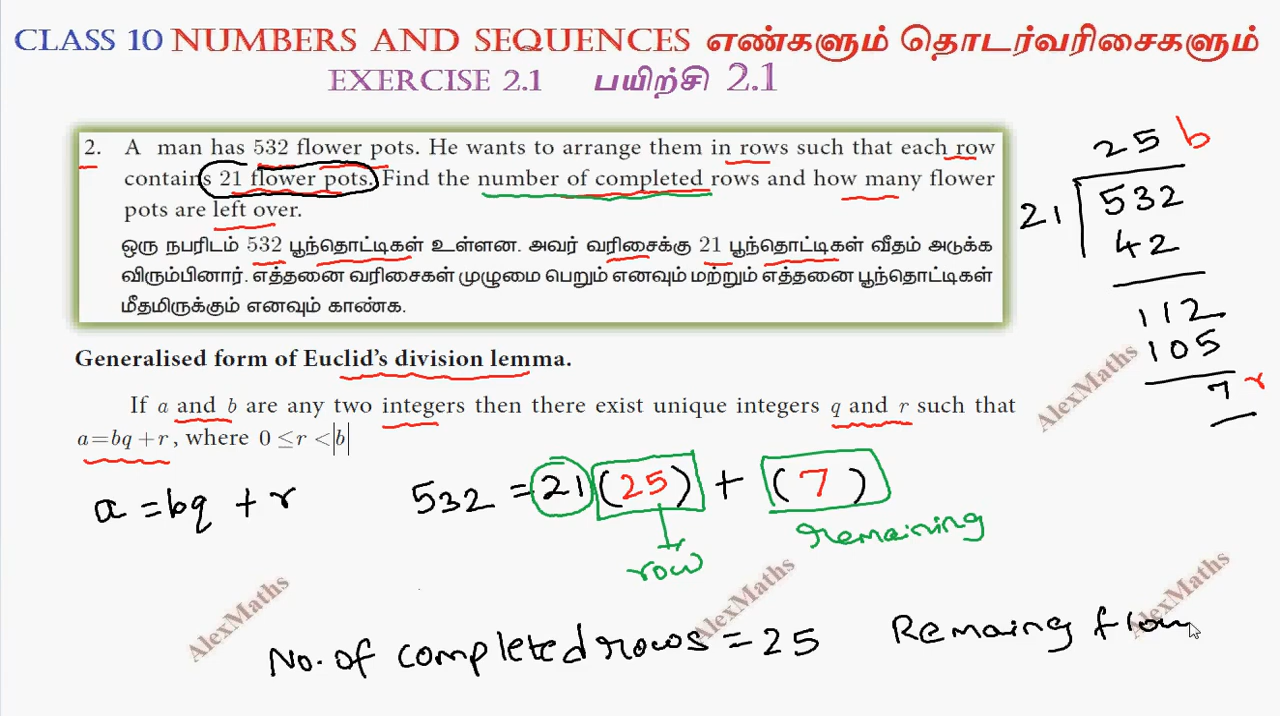 CLASS 10 NUMBERS AND SEQUENCES எண்களும் தொடர்வரிசைகளும்
EXERCISE 2.1 பயிற்சி 2.1
2. A man has 532 flower pots. He wants to arrange them in rows such that each row
contains 21 flower pots. Find the number of completed rows and how many flower
pots are left over.
ஒரு நபரிடம் 532 பூந்தொட்டிகள் உள்ளன. அவர் வரிசைக்கு 21 பூந்தொட்டிகள் வீதம் அடுக்க
விரும்பினார். எத்தனை வரிசைகள் முழுமை பெறும் எனவும் மற்றும் எத்தனை பூந்தொட்டிகள்
மீதமிருக்கும் எனவும் காண்க.
25 b
21 532
42
112
105
7 r
Generalised form of Euclid's division lemma.
If a and b are any two integers then there exist unique integers q and r such that
a=bq+r, where 0 ≤ r < |b|
a = bq + r
532 = 21 (25) + (7)
row
remaining
No. of completed rows = 25
Remaing flow
AlexMaths
AlexMaths
AlexMaths
AlexMaths